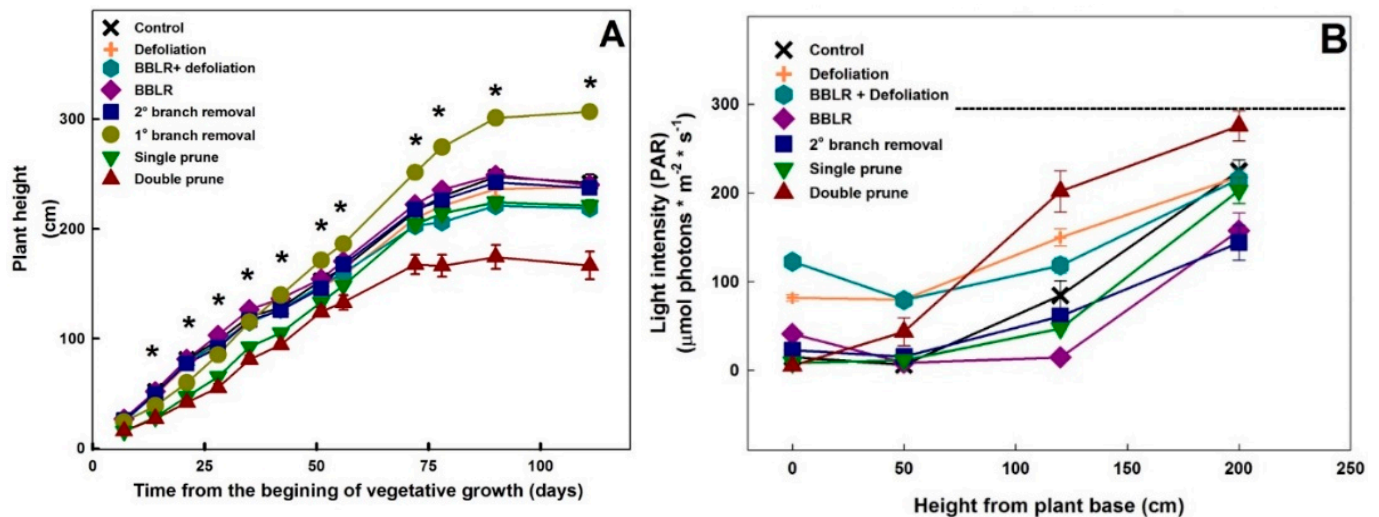 A
Control
Defoliation
BBLR+ defoliation
BBLR
2° branch removal
1° branch removal
Single prune
Double prune
* * * * * * * * * * *
300
200
100
0
0 25 50 75 100
Plant height
(cm)
Time from the begining of vegetative growth (days)
B
Control
Defoliation
BBLR + Defoliation
BBLR
2° branch removal
Single prune
Double prune
300
200
100
0
0 50 100 150 200 250
Light intensity (PAR)
(μmol photons * m-2 * s-1)
Height from plant base (cm)